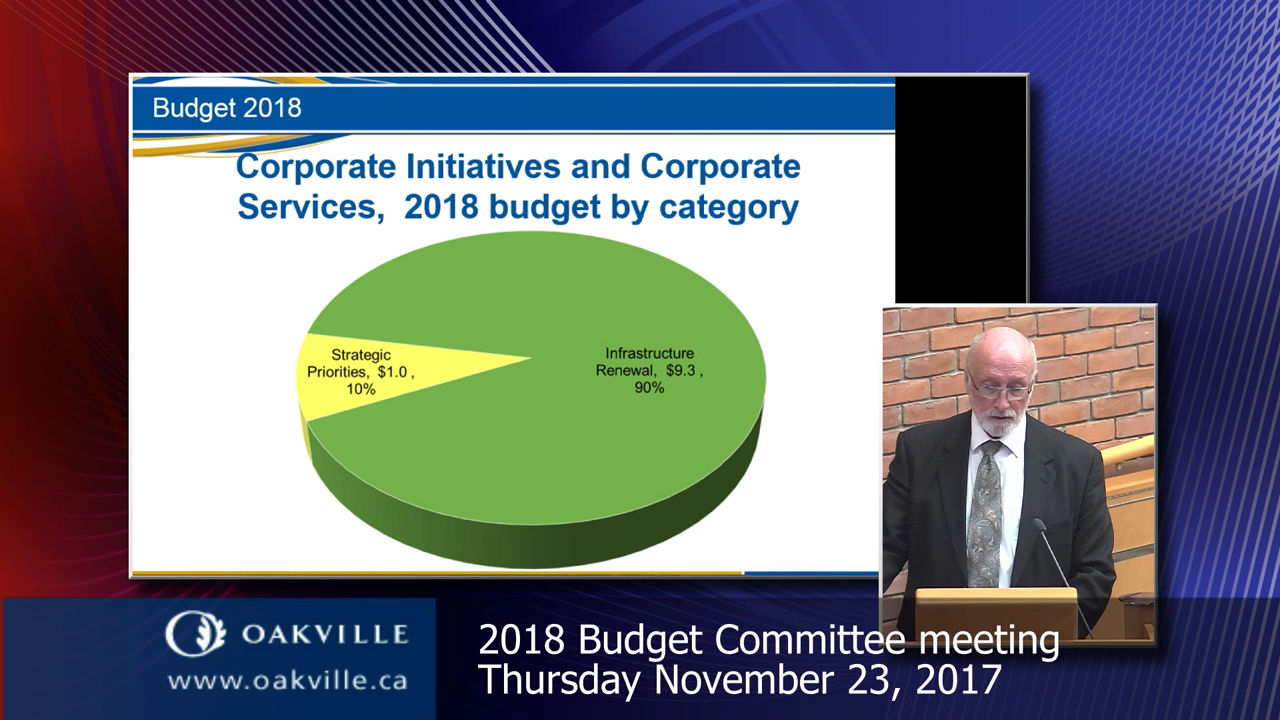 Budget 2018
Corporate Initiatives and Corporate
Services, 2018 budget by category
Strategic
Priorities, $1.0 ,
10%
Infrastructure
Renewal, $9.3 ,
90%
OAKVILLE
www.oakville.ca
2018 Budget Committee meeting
Thursday November 23, 2017